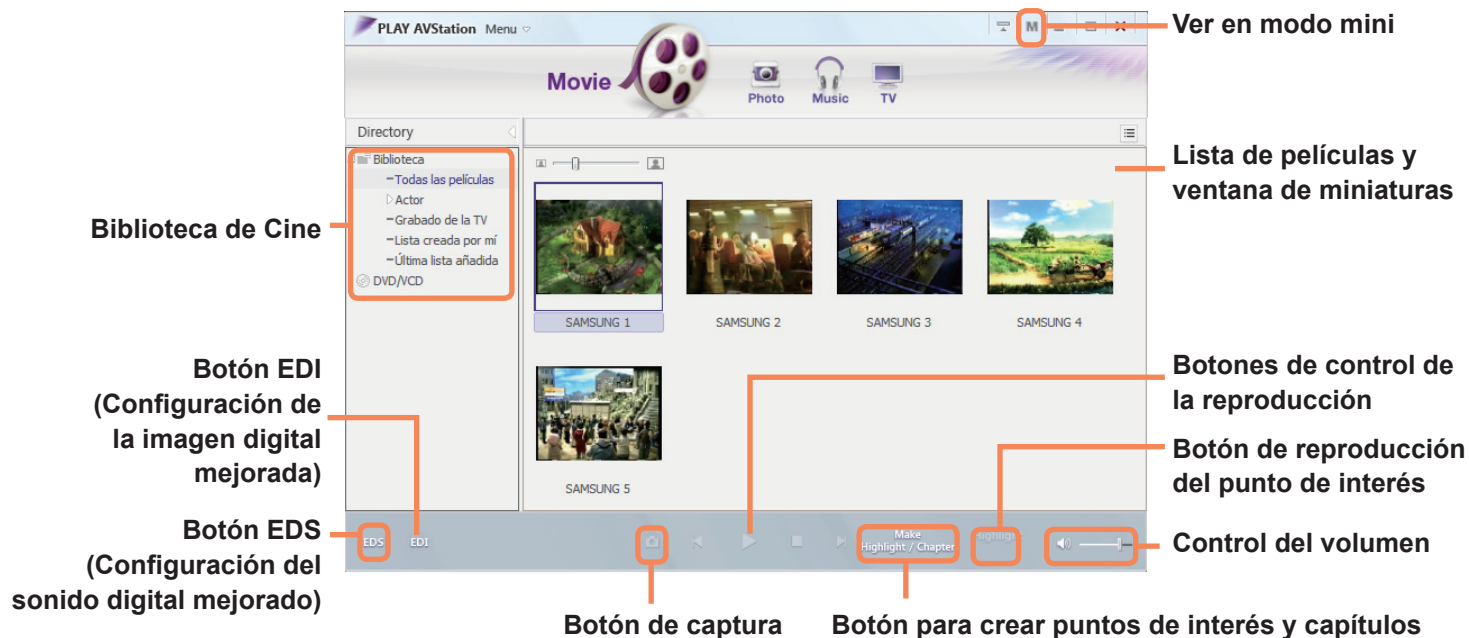 PLAY AVStation Menu
M
Ver en modo mini
Movie
Photo
Music
TV
Directory
Biblioteca
Todas las películas
Actor
Grabado de la TV
Lista creada por mí
Última lista añadida
DVD/VCD
Biblioteca de Cine
Lista de películas y
ventana de miniaturas
SAMSUNG 1
SAMSUNG 2
SAMSUNG 3
SAMSUNG 4
SAMSUNG 5
Botón EDI
(Configuración de
la imagen digital
mejorada)
Botones de control de
la reproducción
Botón de reproducción
del punto de interés
Botón EDS
(Configuración del
sonido digital mejorado)
EDS
EDI
Make
Highlight / Chapter
Highlight
Control del volumen
Botón de captura
Botón para crear puntos de interés y capítulos